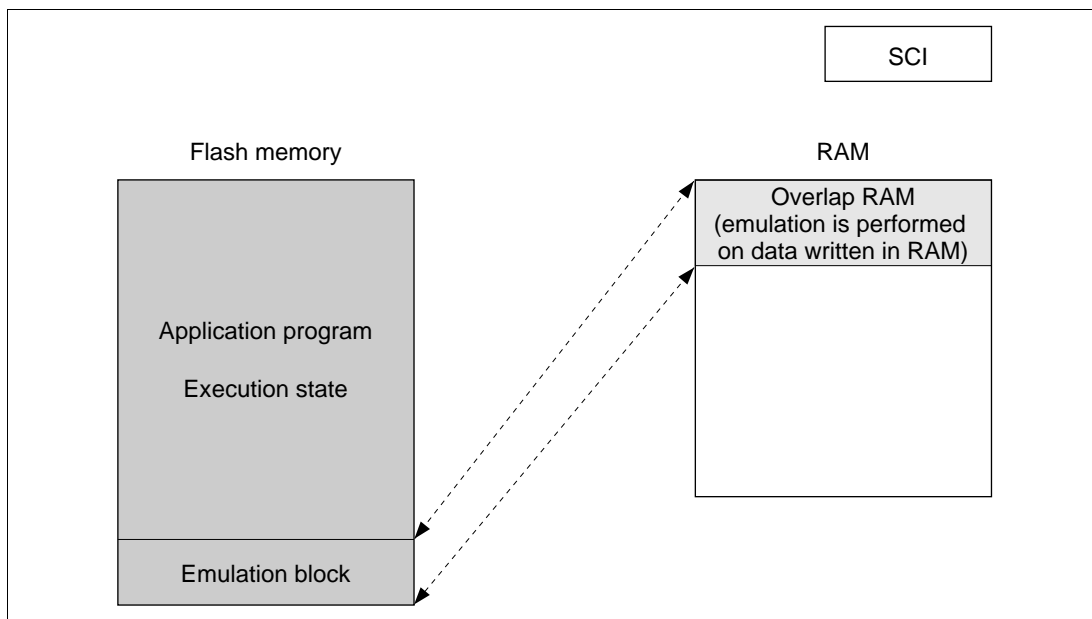 SCI
Flash memory
RAM
Overlap RAM
(emulation is performed
on data written in RAM)
Application program
Execution state
Emulation block